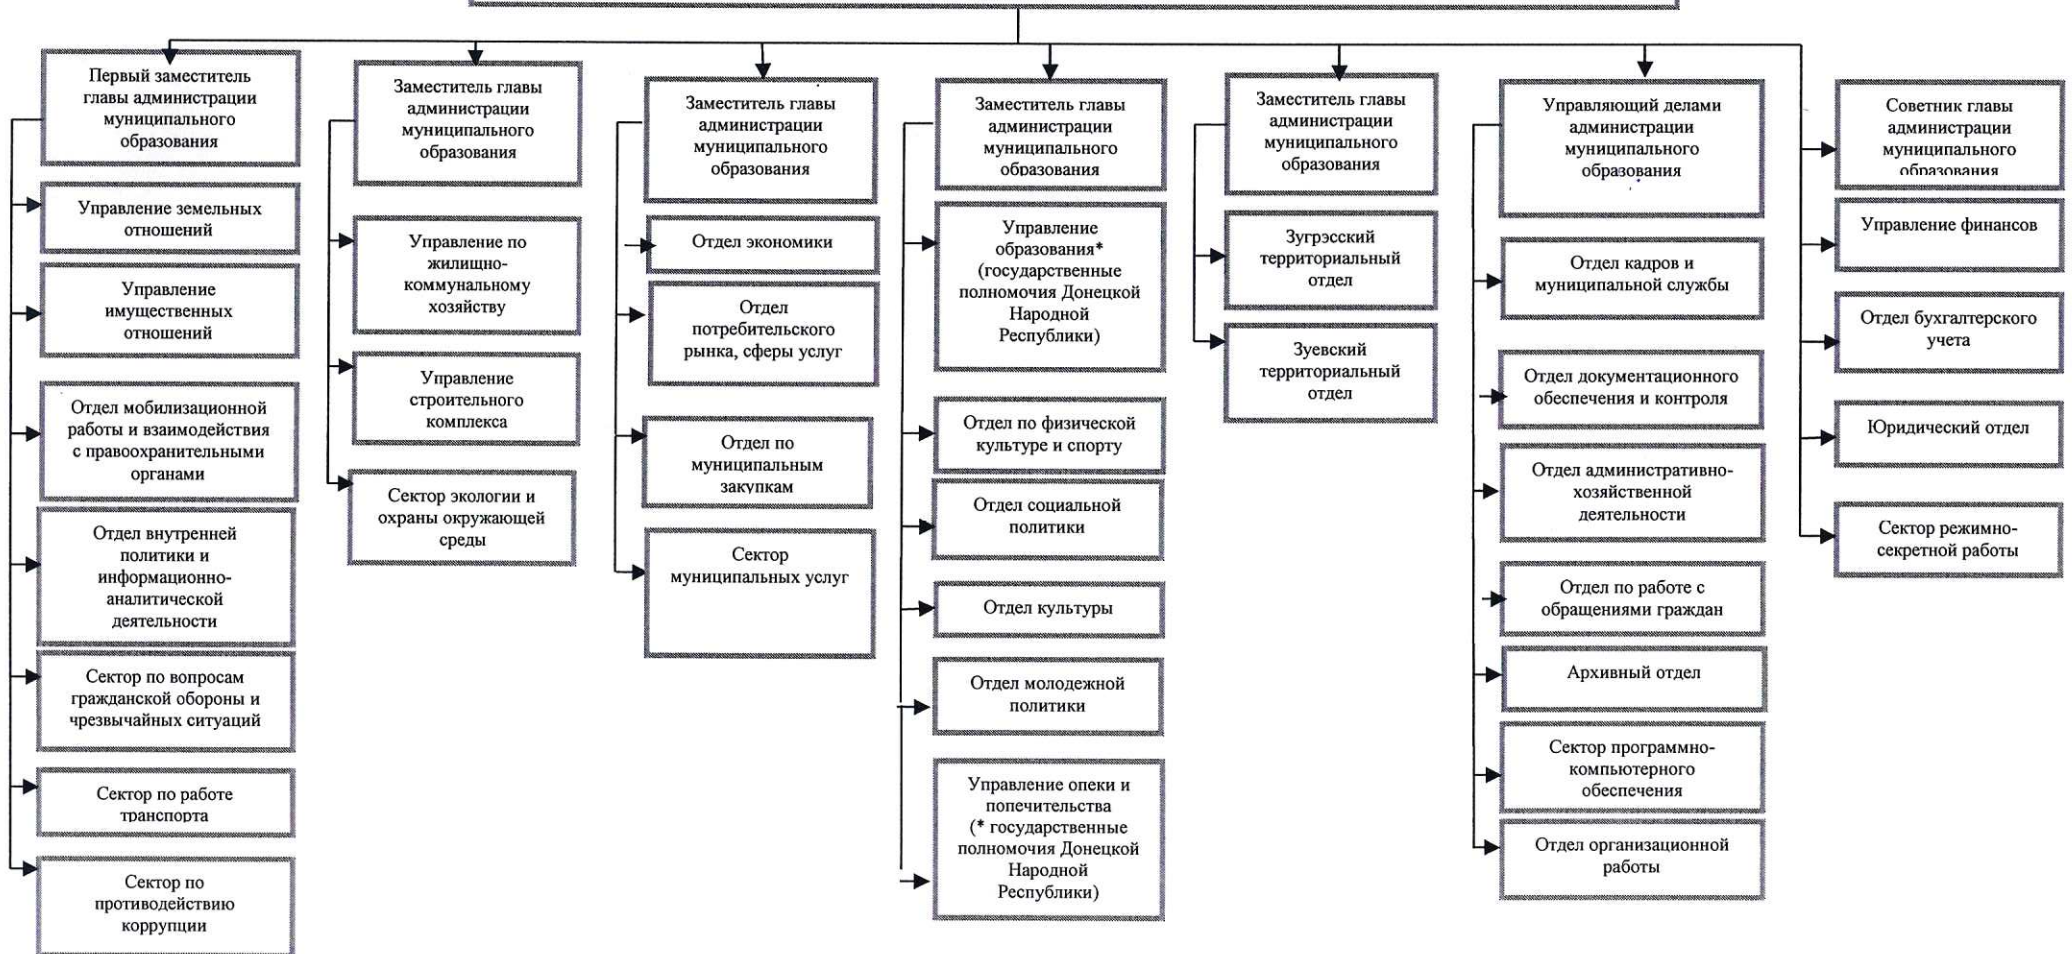 Первый заместитель
главы администрации
муниципального
образования
Управление земельных
отношений
Управление
имущественных
отношений
Отдел мобилизационной
работы и взаимодействия
с правоохранительными
органами
Отдел внутренней
политики и
информационно-
аналитической
деятельности
Сектор по вопросам
гражданской обороны и
чрезвычайных ситуаций
Сектор по работе
транспорта
Сектор по
противодействию
коррупции
Заместитель главы
администрации
муниципального
образования
Управление по
жилищно-
коммунальному
хозяйству
Управление
строительного
комплекса
Сектор экологии и
охраны окружающей
среды
Заместитель главы
администрации
муниципального
образования
Отдел экономики
Отдел
потребительского
рынка, сферы услуг
Отдел по
муниципальным
закупкам
Сектор
муниципальных услуг
Заместитель главы
администрации
муниципального
образования
Управление
образования*
(государственные
полномочия Донецкой
Народной
Республики)
Отдел по физической
культуре и спорту
Отдел социальной
политики
Отдел культуры
Отдел молодежной
политики
Управление опеки и
попечительства
(* государственные
полномочия Донецкой
Народной
Республики)
Заместитель главы
администрации
муниципального
образования
Зугрэсский
территориальный
отдел
Зуевский
территориальный
отдел
Управляющий делами
администрации
муниципального
образования
Отдел кадров и
муниципальной службы
Отдел документационного
обеспечения и контроля
Отдел административно-
хозяйственной
деятельности
Отдел по работе с
обращениями граждан
Архивный отдел
Сектор программно-
компьютерного
обеспечения
Отдел организационной
работы
Советник главы
администрации
муниципального
образования
Управление финансов
Отдел бухгалтерского
учета
Юридический отдел
Сектор режимно-
секретной работы